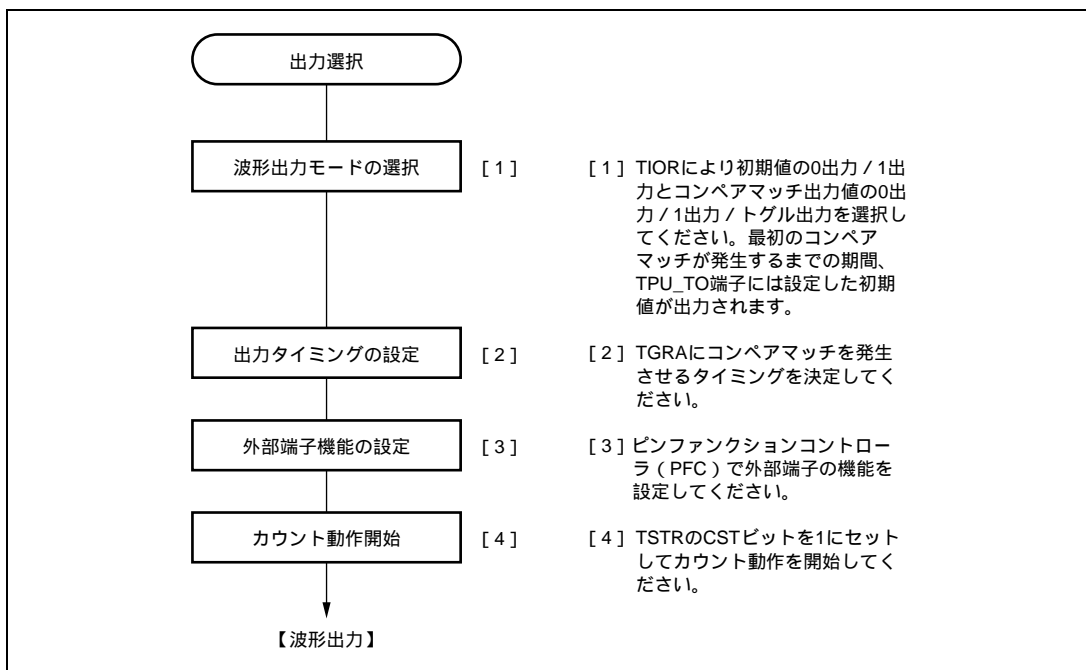 出力選択
波形出力モードの選択 [1]
[1] TIORにより初期値の0出力/1出
力とコンペアマッチ出力値の0出
力/1出力/トグル出力を選択し
てください。最初のコンペア
マッチが発生するまでの期間、
TPU_TO端子には設定した初期
値が出力されます。
出力タイミングの設定 [2]
[2] TGRAにコンペアマッチを発生
させるタイミングを決定してく
ださい。
外部端子機能の設定 [3]
[3] ピンファンクションコントロー
ラ(PFC)で外部端子の機能を
設定してください。
カウント動作開始 [4]
[4] TSTRのCSTビットを1にセット
してカウント動作を開始してく
ださい。
【波形出力】